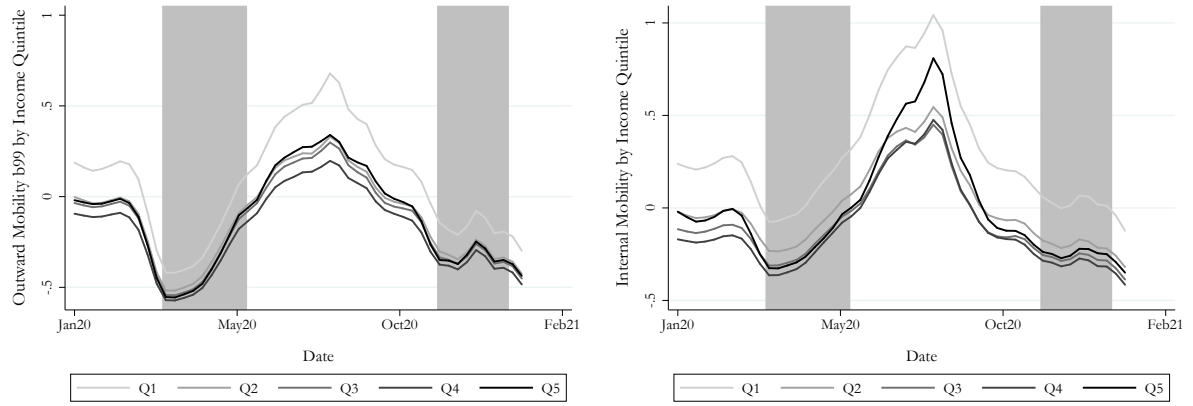 Outward Mobility b99 by Income Quintile
1
.5
0
-.5
Jan20 May20 Oct20 Feb21
Date
Q1 Q2 Q3 Q4 Q5
Internal Mobility by Income Quintile
1
.5
0
-.5
Jan20 May20 Oct20 Feb21
Date
Q1 Q2 Q3 Q4 Q5